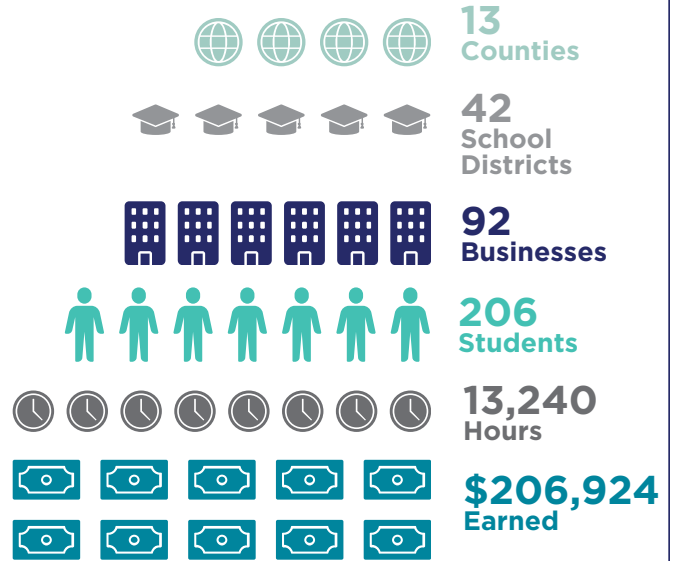 13
Counties
42
School
Districts
92
Businesses
206
Students
13,240
Hours
$206,924
Earned